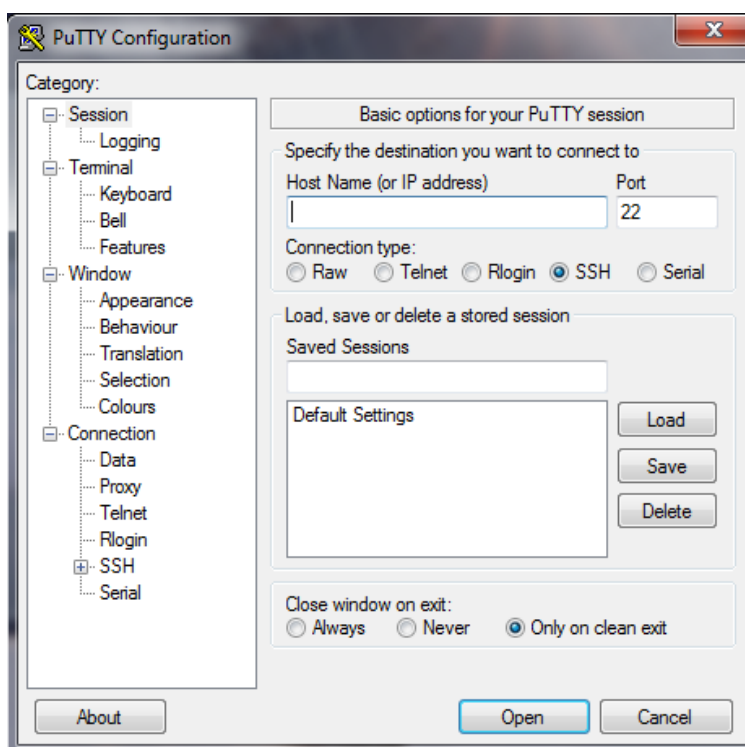 PuTTY Configuration
X
Category:
Session
Logging
Terminal
Keyboard
Bell
Features
Window
Appearance
Behaviour
Translation
Selection
Colours
Connection
Data
Proxy
Telnet
Rlogin
SSH
Serial
Basic options for your PuTTY session
Specify the destination you want to connect to
Host Name (or IP address) Port
22
Connection type:
Raw Telnet Rlogin SSH Serial
Load, save or delete a stored session
Saved Sessions
Default Settings
Load
Save
Delete
Close window on exit:
Always Never Only on clean exit
About Open Cancel